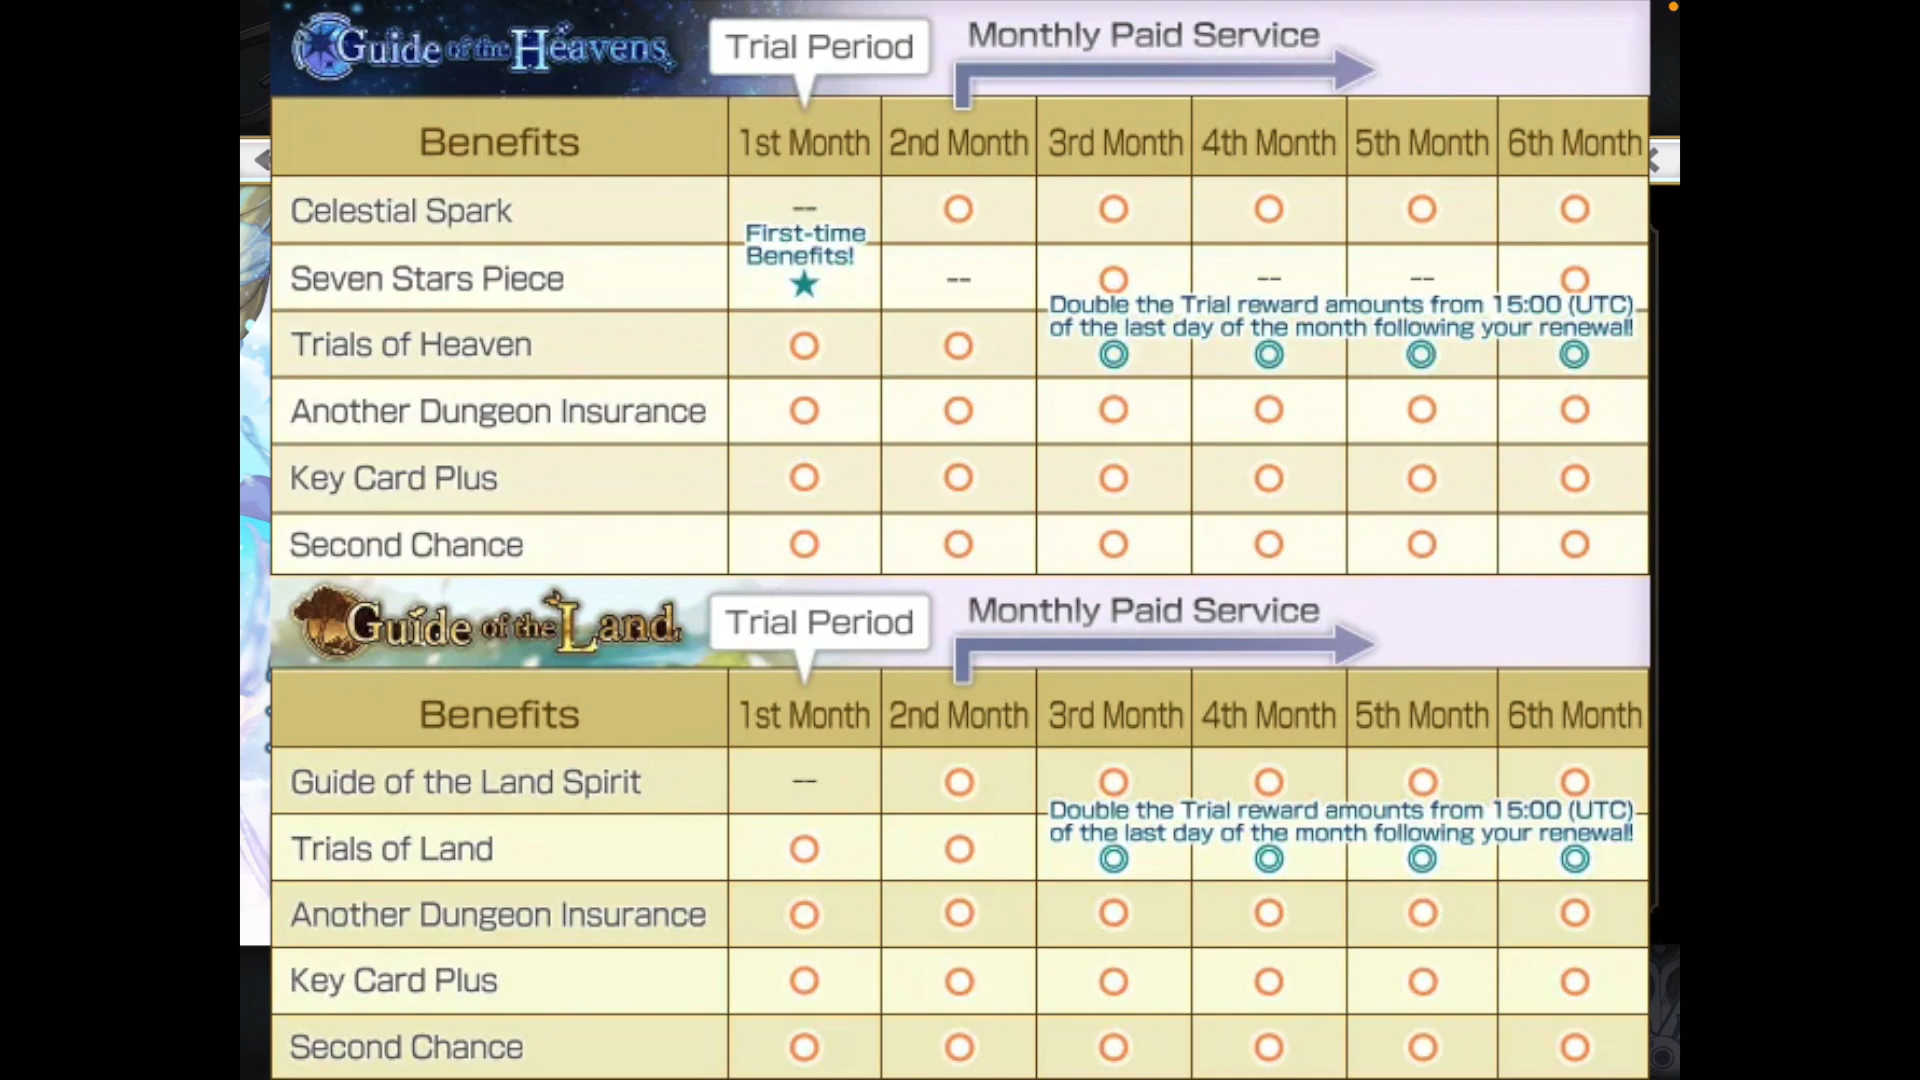 Guide of the Heavens
Trial Period
Monthly Paid Service
Benefits 1st Month 2nd Month 3rd Month 4th Month 5th Month 6th Month
Celestial Spark -- ○ ○ ○ ○ ○
First-time
Benefits!
Seven Stars Piece ★ -- ○ -- -- ○
Double the Trial reward amounts from 15:00 (UTC)
of the last day of the month following your renewal!
Trials of Heaven ○ ○ ◎ ◎ ◎ ◎
Another Dungeon Insurance ○ ○ ○ ○ ○ ○
Key Card Plus ○ ○ ○ ○ ○ ○
Second Chance ○ ○ ○ ○ ○ ○
Guide of the Land
Trial Period
Monthly Paid Service
Benefits 1st Month 2nd Month 3rd Month 4th Month 5th Month 6th Month
Guide of the Land Spirit -- ○ ○ ○ ○ ○
Double the Trial reward amounts from 15:00 (UTC)
of the last day of the month following your renewal!
Trials of Land ○ ○ ◎ ◎ ◎ ◎
Another Dungeon Insurance ○ ○ ○ ○ ○ ○
Key Card Plus ○ ○ ○ ○ ○ ○
Second Chance ○ ○ ○ ○ ○ ○